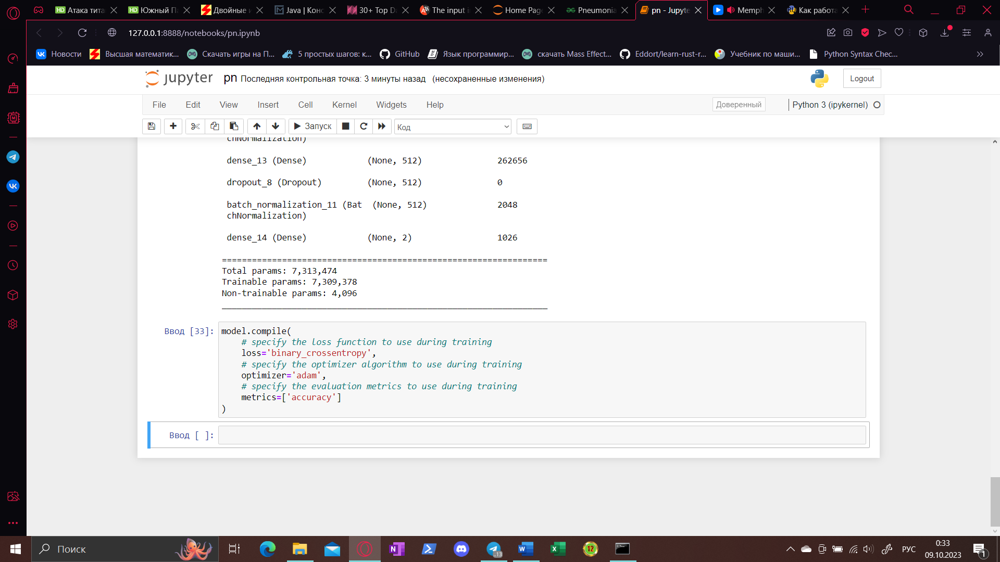 Атака тита
Южный П
Двойные и
Java | Конс
30+ Top Da
The input i
Home Page
Pneumonia
pn - Jupyte
Memph
Как работа
127.0.0.1:8888/notebooks/pn.ipynb
Новости
Высшая математик...
Скачать игры на П...
5 простых шагов: к...
GitHub
Язык программир...
скачать Mass Effect...
Eddort/learn-rust-r...
Учебник по маши...
Python Syntax Chec...
jupyter pn Последняя контрольная точка: 3 минуты назад (несохраненные изменения)
Logout
File Edit View Insert Cell Kernel Widgets Help
Доверенный
Python 3 (ipykernel)
Запуск
Код
chNormalization)
dense_13 (Dense) (None, 512) 262656
dropout_8 (Dropout) (None, 512) 0
batch_normalization_11 (Bat (None, 512) 2048
chNormalization)
dense_14 (Dense) (None, 2) 1026
=================================================================
Total params: 7,313,474
Trainable params: 7,309,378
Non-trainable params: 4,096
_________________________________________________________________
Ввод [33]:
model.compile(
# specify the loss function to use during training
loss='binary_crossentropy',
# specify the optimizer algorithm to use during training
optimizer='adam',
# specify the evaluation metrics to use during training
metrics=['accuracy']
)
Ввод [ ]:
Поиск
13
12
РУС
0:33
09.10.2023
1